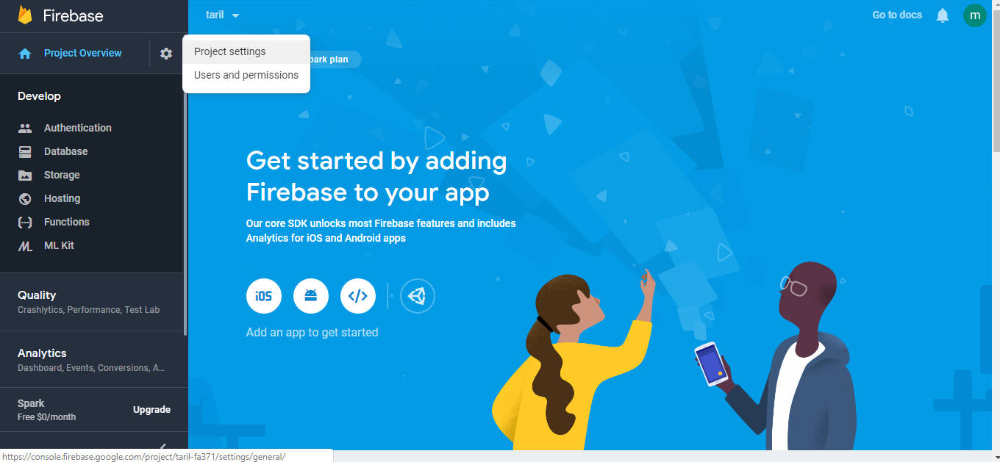 Firebase
taril
Go to docs
m
Project Overview
Project settings
Users and permissions
park plan
Develop
Authentication
Database
Storage
Hosting
Functions
ML Kit
Get started by adding
Firebase to your app
Our core SDK unlocks most Firebase features and includes
Analytics for iOS and Android apps
iOS
Add an app to get started
Quality
Crashlytics, Performance, Test Lab
Analytics
Dashboard, Events, Conversions, A...
Spark
Free $0/month
Upgrade
https://console.firebase.google.com/project/taril-fa371/settings/general/